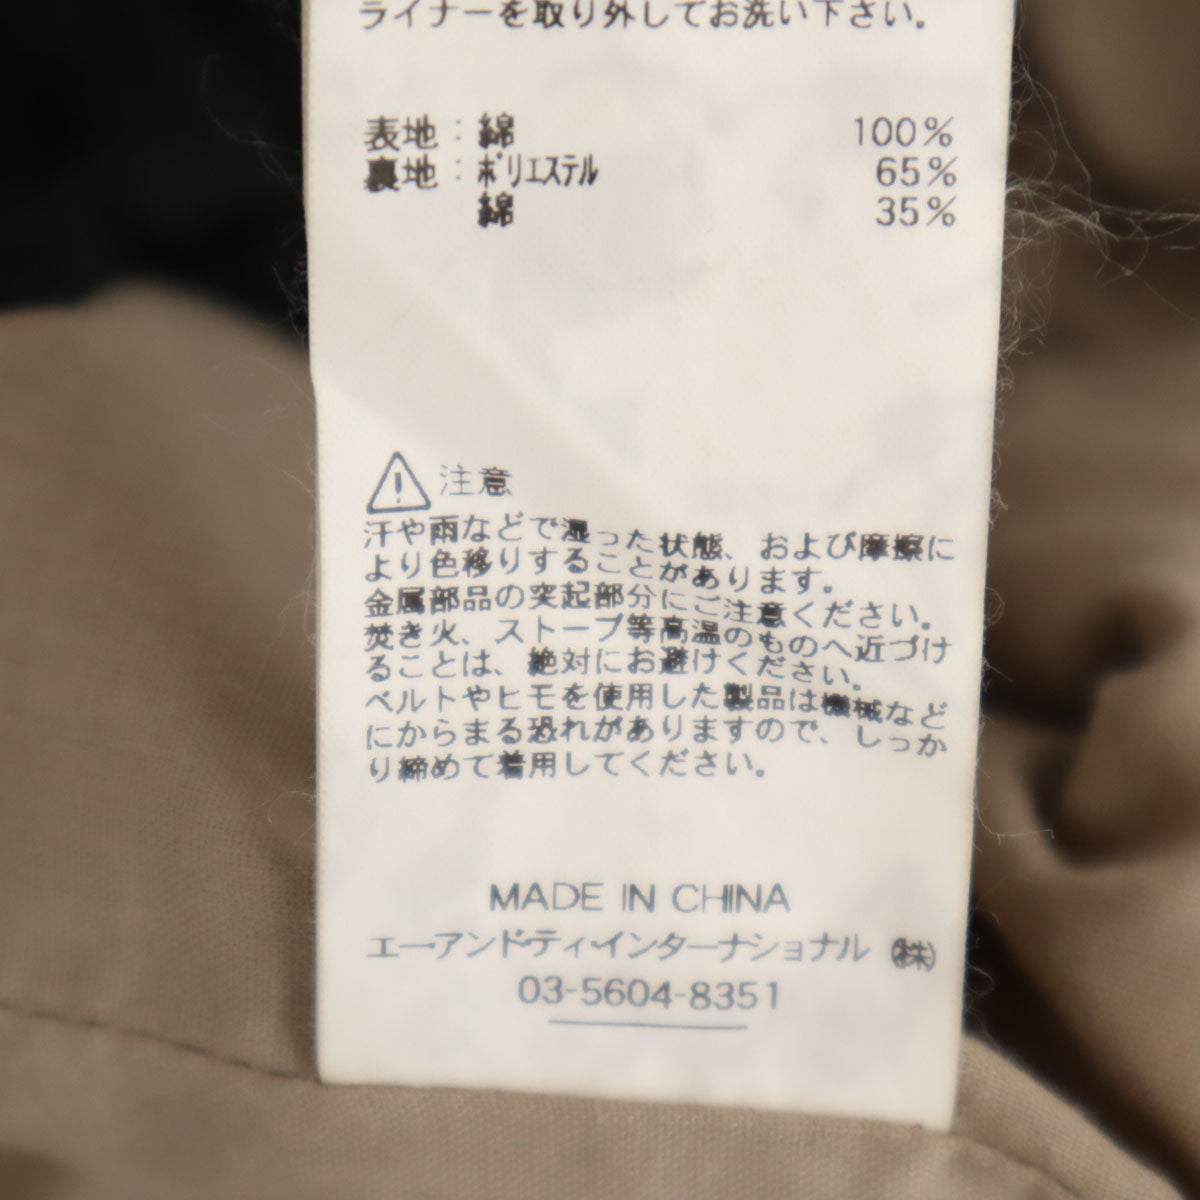 ライナーを取り外してお洗い下さい。
表地：綿 100%
裏地：ポリエステル 65%
綿 35%
注意
汗や雨などで湿った状態、および摩擦に
より色移りすることがあります。
金属部品の突起部分にご注意ください。
焚き火、ストーブ等高温のものへ近づけ
ることは、絶対にお避けください。
ベルトやヒモを使用した製品は機械など
にからまる恐れがありますので、しっか
り締めて着用してください。
MADE IN CHINA
エー・アンド・ティ・インターナショナル ㈱
03-5604-8351